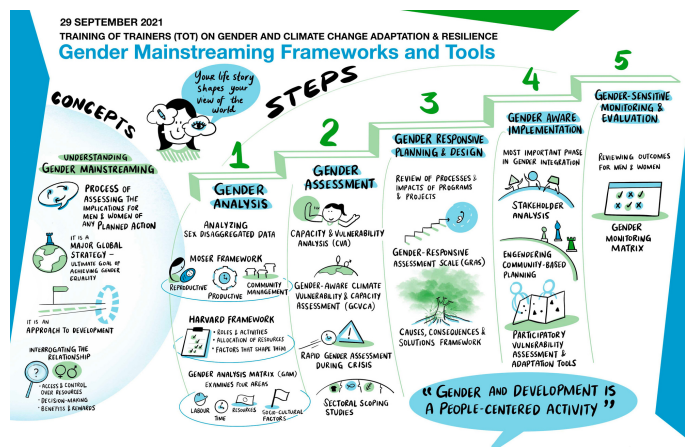 29 SEPTEMBER 2021
TRAINING OF TRAINERS (TOT) ON GENDER AND CLIMATE CHANGE ADAPTATION & RESILIENCE
Gender Mainstreaming Frameworks and Tools
CONCEPTS
UNDERSTANDING
GENDER MAINSTREAMING
PROCESS OF
ASSESSING THE
IMPLICATIONS FOR
MEN & WOMEN OF
ANY PLANNED ACTION
IT IS A
MAJOR GLOBAL
STRATEGY –
ULTIMATE GOAL OF
ACHIEVING GENDER
EQUALITY
IT IS AN
APPROACH TO DEVELOPMENT
INTERROGATING THE
RELATIONSHIP
?
• ACCESS & CONTROL
OVER RESOURCES
• DECISION-MAKING
• BENEFITS & REWARDS
Your life story
shapes your
view of the
world
STEPS
1
GENDER
ANALYSIS
ANALYZING
SEX DISAGGREGATED DATA
MOSER FRAMEWORK
REPRODUCTIVE
PRODUCTIVE
COMMUNITY
MANAGEMENT
HARVARD FRAMEWORK
• ROLES & ACTIVITIES
• ALLOCATION OF RESOURCES
• FACTORS THAT SHAPE THEM
GENDER ANALYSIS MATRIX (GAM)
EXAMINES FOUR AREAS
LABOUR
TIME
RESOURCES
SOCIO-CULTURAL
FACTORS
2
GENDER
ASSESSMENT
CAPACITY & VULNERABILITY
ANALYSIS (CVA)
GENDER-AWARE CLIMATE
VULNERABILITY & CAPACITY
ASSESSMENT (GCVCA)
RAPID GENDER ASSESSMENT
DURING CRISIS
SECTORAL SCOPING
STUDIES
3
GENDER RESPONSIVE
PLANNING & DESIGN
REVIEW OF PROCESSES &
IMPACTS OF PROGRAMS
& PROJECTS
GENDER-RESPONSIVE
ASSESSMENT SCALE (GRAS)
CAUSES, CONSEQUENCES &
SOLUTIONS FRAMEWORK
4
GENDER AWARE
IMPLEMENTATION
MOST IMPORTANT PHASE
IN GENDER INTEGRATION
STAKEHOLDER
ANALYSIS
ENGENDERING
COMMUNITY-BASED
PLANNING
PARTICIPATORY
VULNERABILITY
ASSESSMENT &
ADAPTATION TOOLS
5
GENDER-SENSITIVE
MONITORING &
EVALUATION
REVIEWING OUTCOMES
FOR MEN & WOMEN
GENDER
MONITORING
MATRIX
“ GENDER AND DEVELOPMENT IS
A PEOPLE-CENTERED ACTIVITY ”